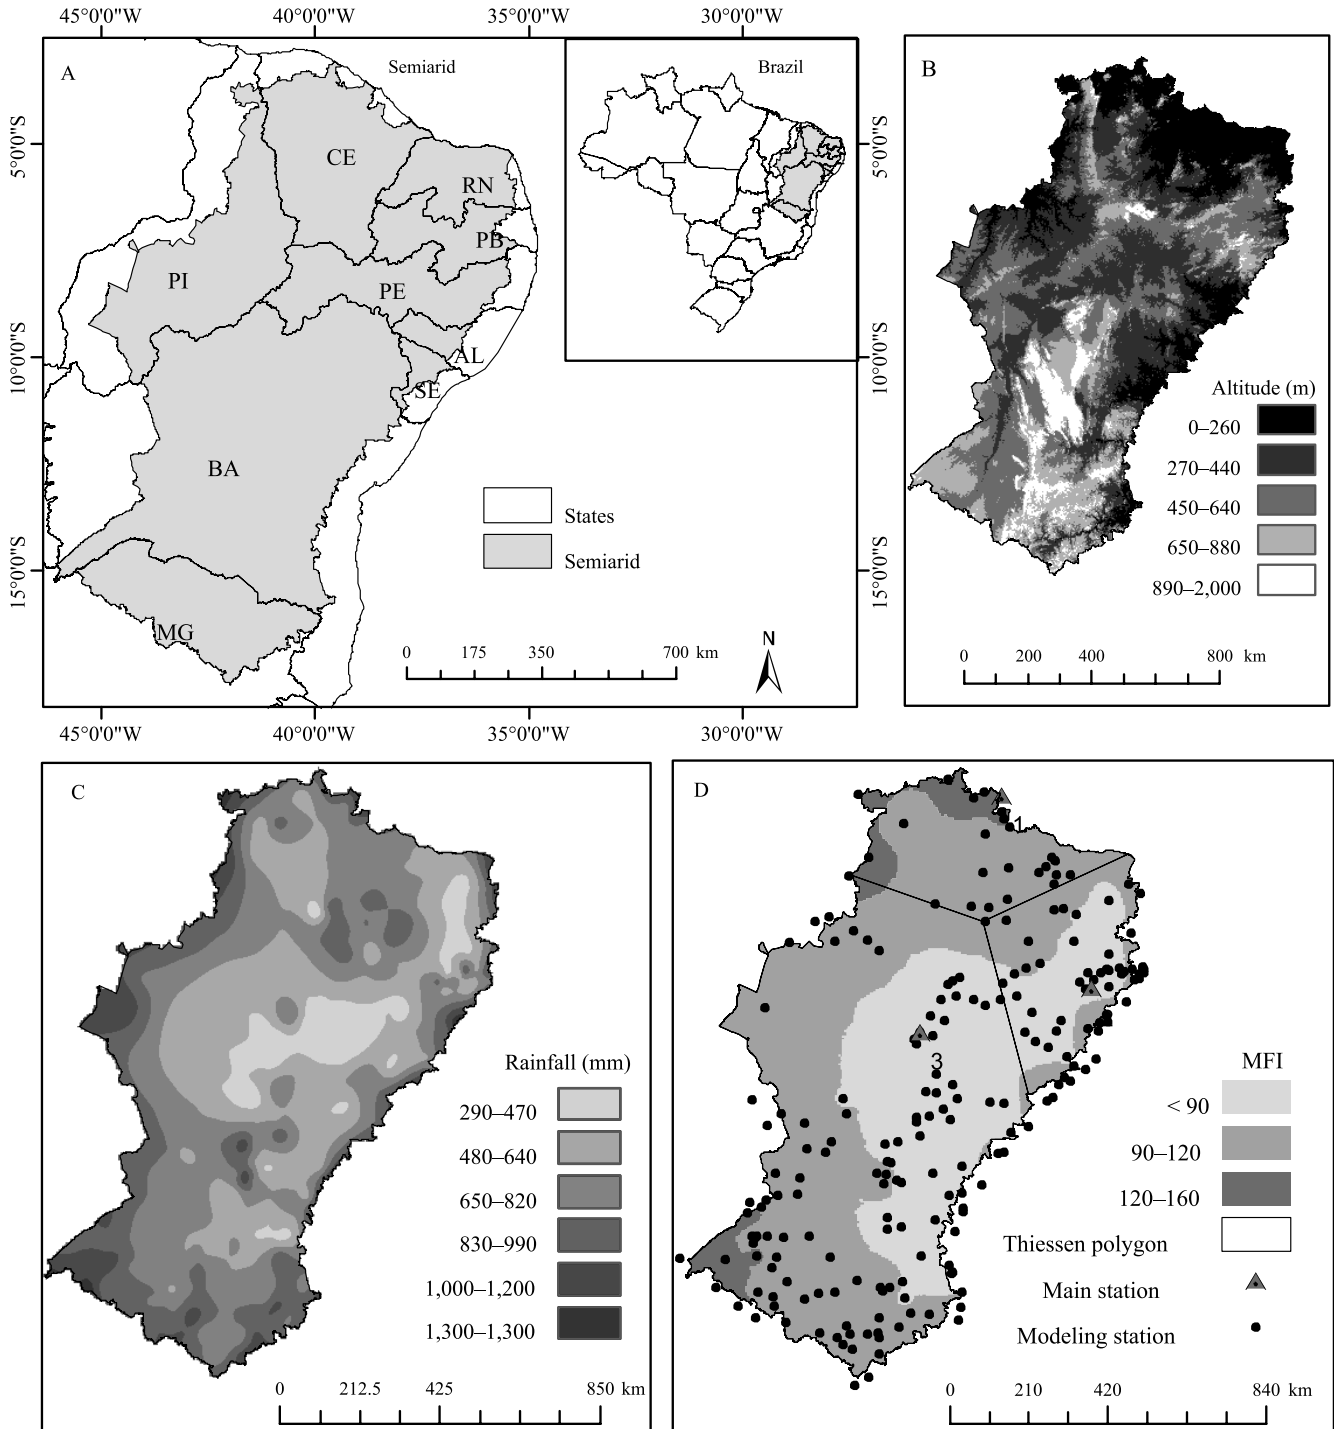 45°0'0"W 40°0'0"W 35°0'0"W 30°0'0"W
A
Semiarid
Brazil
5°0'0"S
10°0'0"S
15°0'0"S
CE
RN
PB
PI
PE
AL
SE
BA
MG
States
Semiarid
0 175 350 700 km
N
45°0'0"W 40°0'0"W 35°0'0"W 30°0'0"W
5°0'0"S
10°0'0"S
15°0'0"S
B
Altitude (m)
0–260
270–440
450–640
650–880
890–2,000
0 200 400 800 km
C
Rainfall (mm)
290–470
480–640
650–820
830–990
1,000–1,200
1,300–1,300
0 212.5 425 850 km
D
1
3
MFI
< 90
90–120
120–160
Thiessen polygon
Main station
Modeling station
0 210 420 840 km